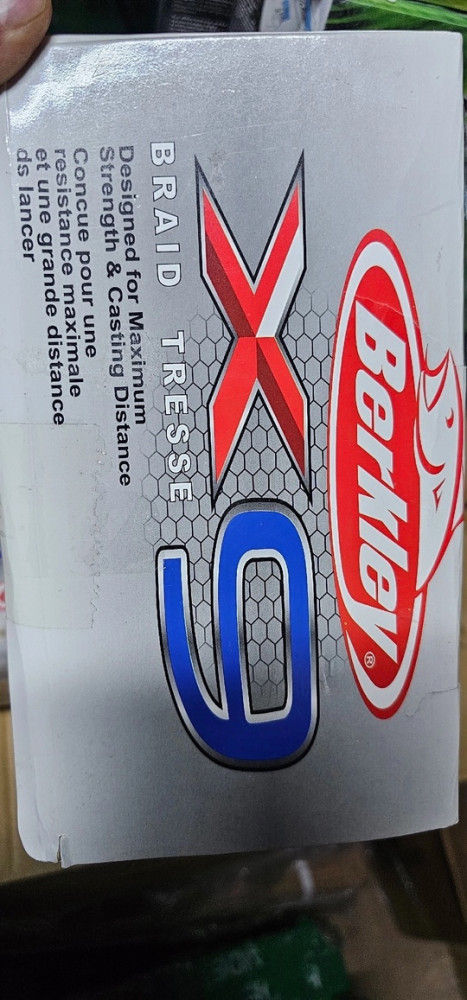 Berkley®
X9
BRAID TRESSE
Designed for Maximum
Strength & Casting Distance
Concue pour une
resistance maximale
et une grande distance
ds lancer